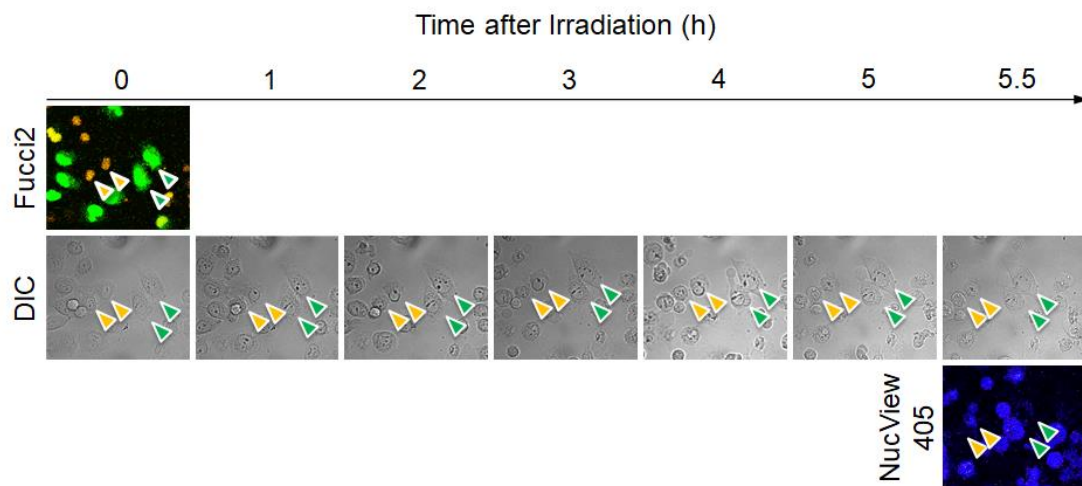 Time after Irradiation (h)
0 1 2 3 4 5 5.5
Fucci2
DIC
NucView
405